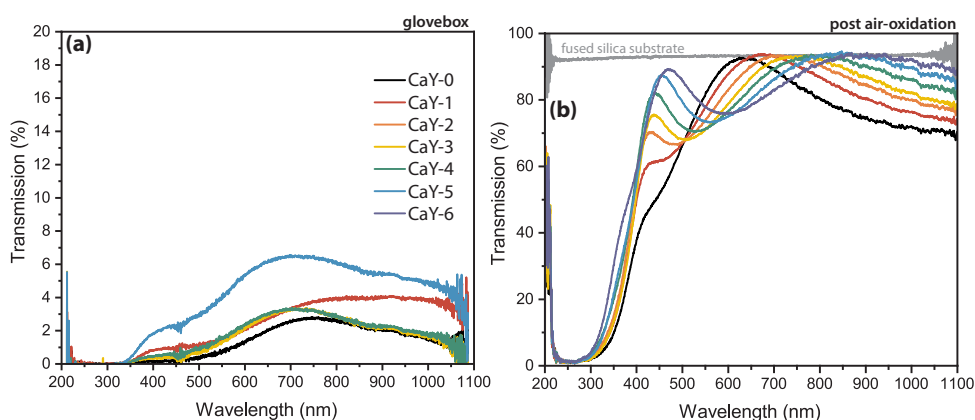 glovebox
(a)
20
18
16
14
12
10
8
6
4
2
0
Transmission (%)
CaY-0
CaY-1
CaY-2
CaY-3
CaY-4
CaY-5
CaY-6
200 300 400 500 600 700 800 900 1000 1100
Wavelength (nm)
post air-oxidation
fused silica substrate
(b)
100
80
60
40
20
0
Transmission (%)
200 300 400 500 600 700 800 900 1000 1100
Wavelength (nm)